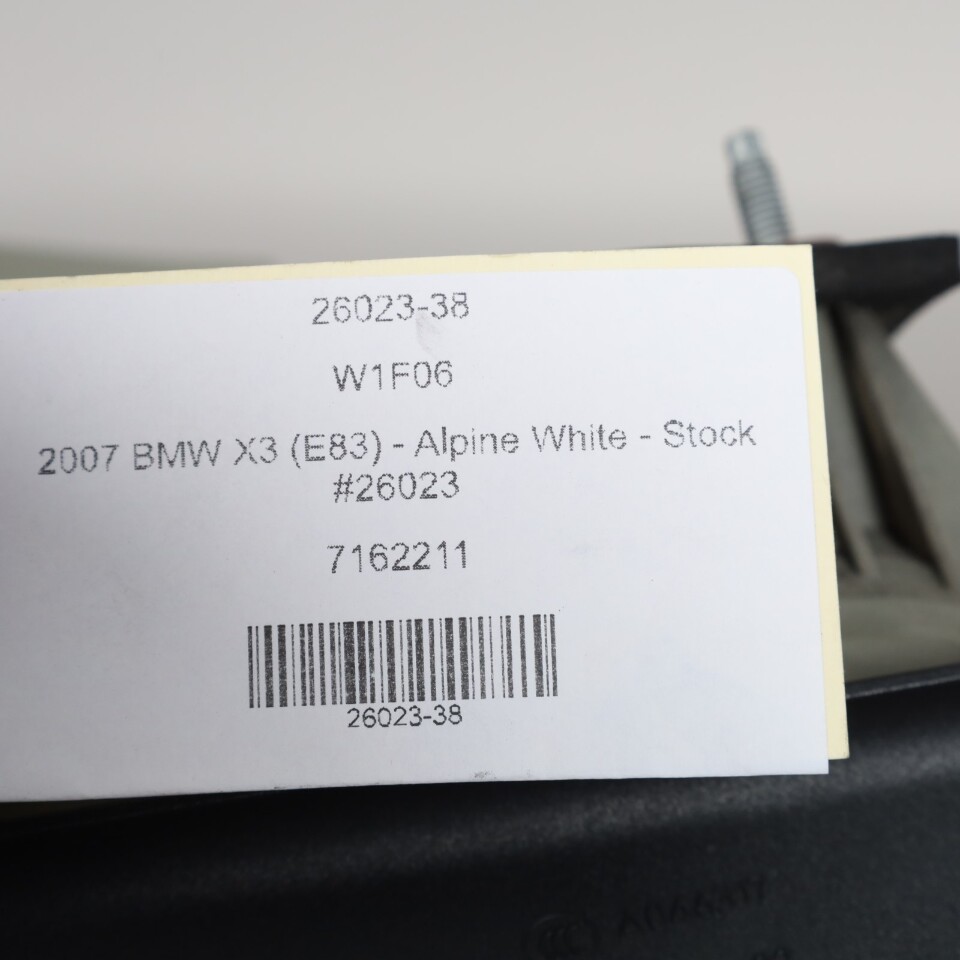 26023-38
W1F06
2007 BMW X3 (E83) - Alpine White - Stock
#26023
7162211
26023-38